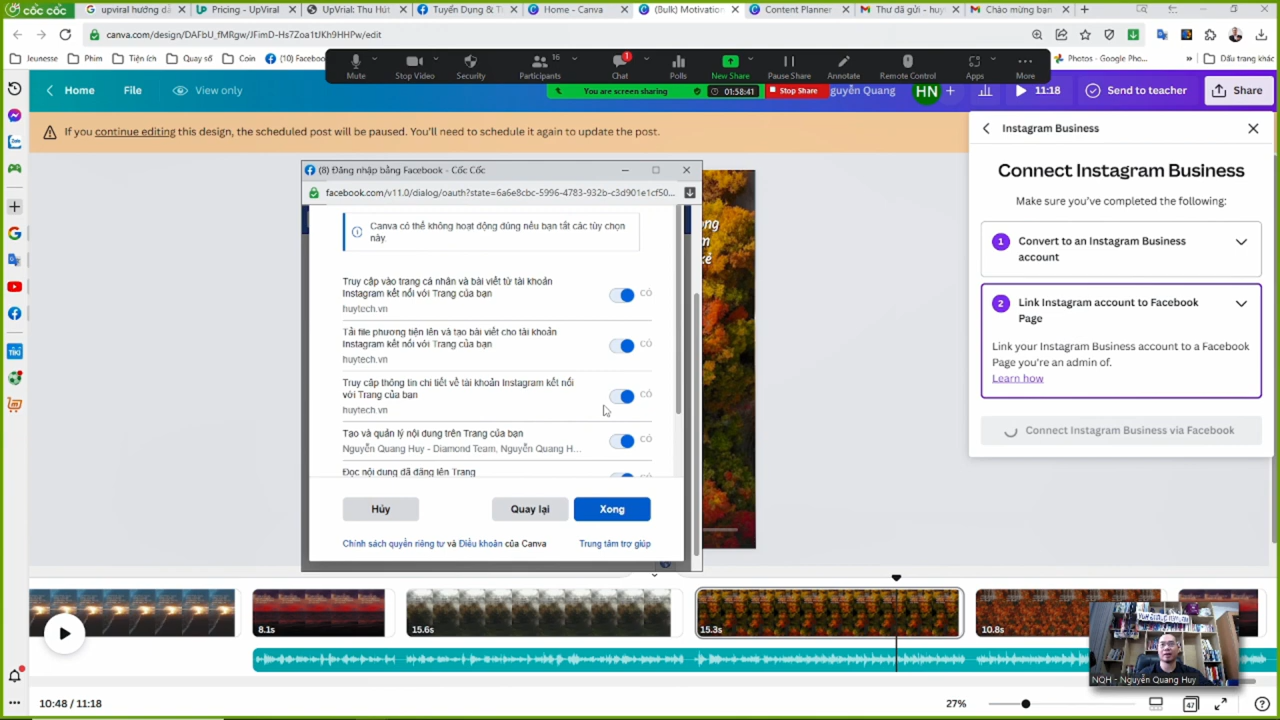 cốc cốc
upviral hướng dẫ
Pricing - UpViral
UpVrial: Thu Hút
Tuyển Dụng & T
Home - Canva
(Bulk) Motivation
Content Planner
Thư đã gửi - huy
Chào mừng bạn
canva.com/design/DAFbU_fMRgw/JFimD-Hs7Zoa1tJKh9HHPw/edit
Jeunesse
Phim
Tiện ích
Quay số
Coin
(10) Faceboo
Photos - Google Pho...
»
Dấu trang khác
Mute
Stop Video
Security
Participants
16
Chat
1
Polls
New Share
Pause Share
Annotate
Remote Control
Apps
More
You are screen sharing
01:58:41
Stop Share
Home
File
View only
guyễn Quang
HN
11:18
Send to teacher
Share
If you continue editing this design, the scheduled post will be paused. You'll need to schedule it again to update the post.
(8) Đăng nhập bằng Facebook - Cốc Cốc
facebook.com/v11.0/dialog/oauth?state=6a6e8cbc-5996-4783-932b-c3d901e1cf50...
Canva có thể không hoạt động đúng nếu bạn tắt các tùy chọn
này.
Truy cập vào trang cá nhân và bài viết từ tài khoản
Instagram kết nối với Trang của bạn
CÓ
huytech.vn
Tải file phương tiện lên và tạo bài viết cho tài khoản
Instagram kết nối với Trang của bạn
CÓ
huytech.vn
Truy cập thông tin chi tiết về tài khoản Instagram kết nối
với Trang của bạn
CÓ
huytech.vn
Tạo và quản lý nội dung trên Trang của bạn
CÓ
Nguyễn Quang Huy - Diamond Team, Nguyễn Quang H...
Đọc nội dung đã đăng lên Trang
Hủy
Quay lại
Xong
Chính sách quyền riêng tư và Điều khoản của Canva
Trung tâm trợ giúp
Instagram Business
Connect Instagram Business
Make sure you've completed the following:
1
Convert to an Instagram Business
account
2
Link Instagram account to Facebook
Page
Link your Instagram Business account to a Facebook
Page you're an admin of.
Learn how
Connect Instagram Business via Facebook
8.1s
15.6s
15.3s
10.8s
NQH - Nguyễn Quang Huy
10:48 / 11:18
27%
47